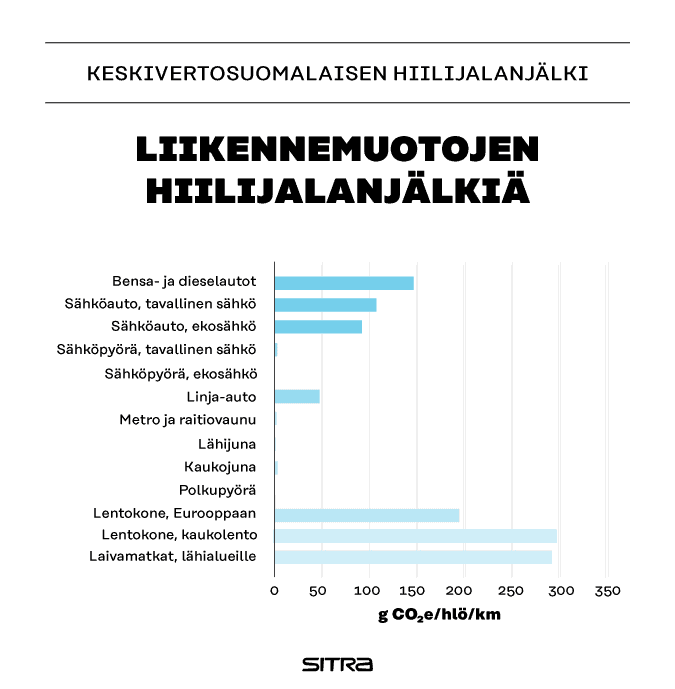 KESKIVERTOSUOMALAISEN HIILIJALANJÄLKI
LIIKENNEMUOTOJEN
HIILIJALANJÄLKIÄ
Bensa- ja dieselautot
Sähköauto, tavallinen sähkö
Sähköauto, ekosähkö
Sähköpyörä, tavallinen sähkö
Sähköpyörä, ekosähkö
Linja-auto
Metro ja raitiovaunu
Lähijuna
Kaukojuna
Polkupyörä
Lentokone, Eurooppaan
Lentokone, kaukolento
Laivamatkat, lähialueille
0 50 100 150 200 250 300 350
g CO₂e/hlö/km
SITRA